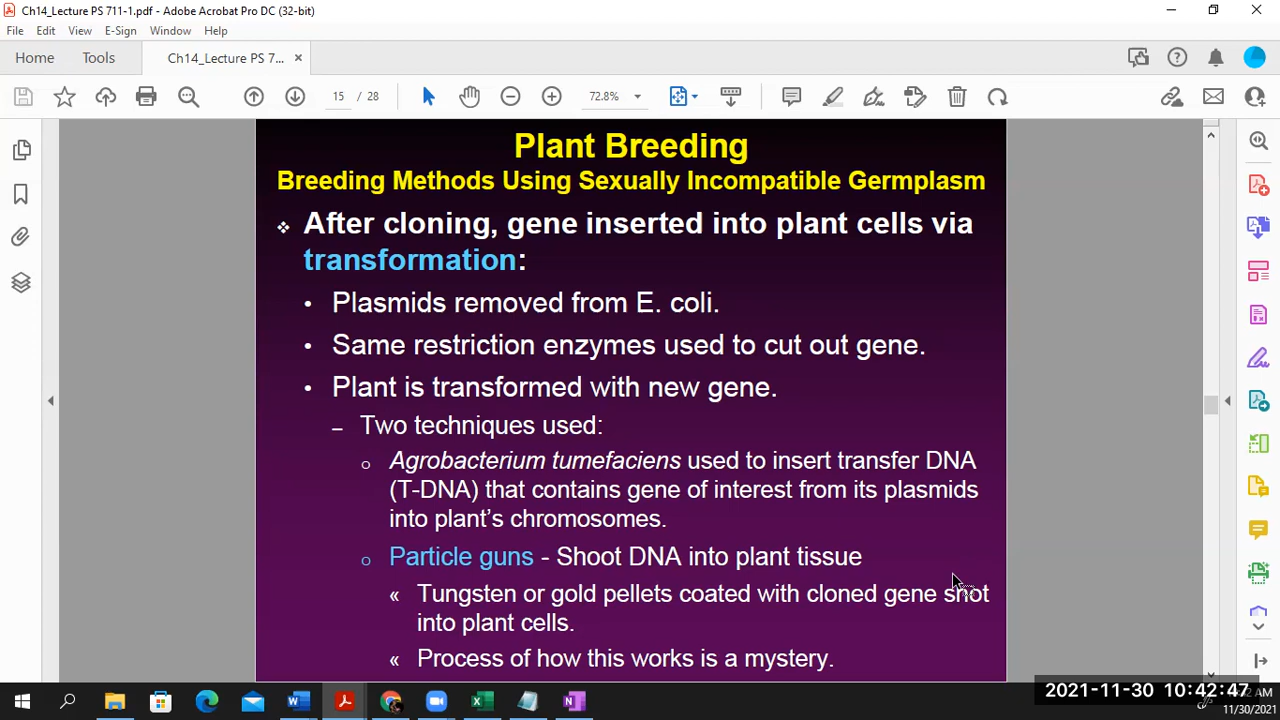 Ch14_Lecture PS 711-1.pdf - Adobe Acrobat Pro DC (32-bit)
File Edit View E-Sign Window Help
Home Tools Ch14_Lecture PS 7... ×
15 / 28 72.8%
Plant Breeding
Breeding Methods Using Sexually Incompatible Germplasm
❖ After cloning, gene inserted into plant cells via
transformation:
• Plasmids removed from E. coli.
• Same restriction enzymes used to cut out gene.
• Plant is transformed with new gene.
– Two techniques used:
o Agrobacterium tumefaciens used to insert transfer DNA
(T-DNA) that contains gene of interest from its plasmids
into plant's chromosomes.
o Particle guns - Shoot DNA into plant tissue
« Tungsten or gold pellets coated with cloned gene shot
into plant cells.
« Process of how this works is a mystery.
2021-11-30 10:42:47
11/30/2021